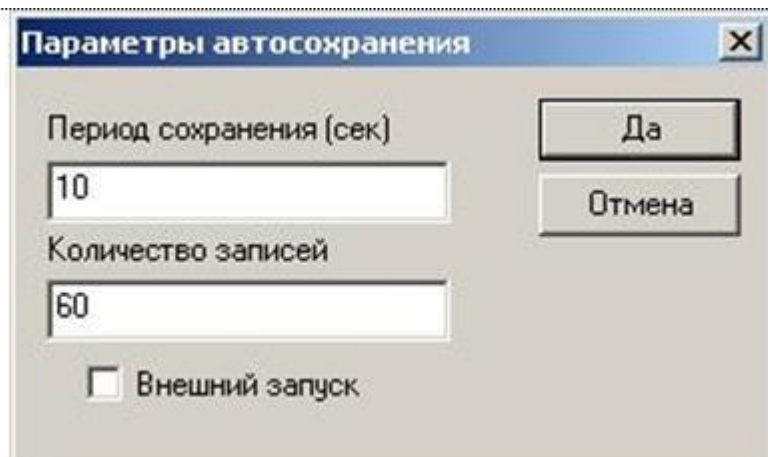 Параметры автосохранения
Период сохранения (сек)
10
Количество записей
60
Внешний запуск
Да
Отмена